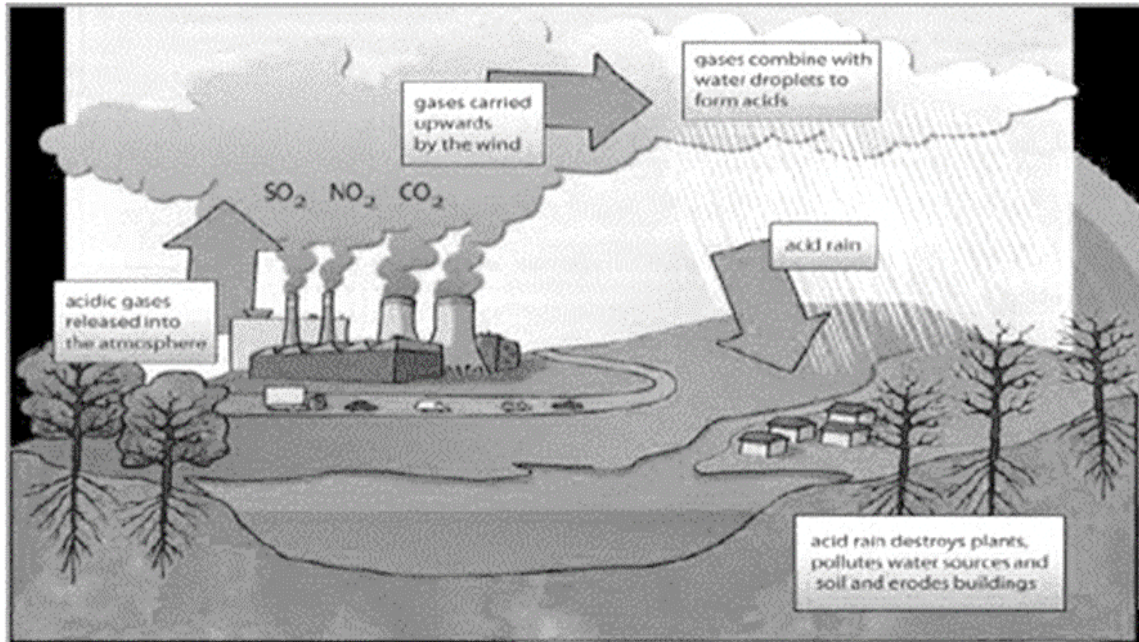 gases combine with
water droplets to
form acids
gases carried
upwards
by the wind
SO₂ NO₂ CO₂
acid rain
acidic gases
released into
the atmosphere
acid rain destroys plants,
pollutes water sources and
soil and erodes buildings